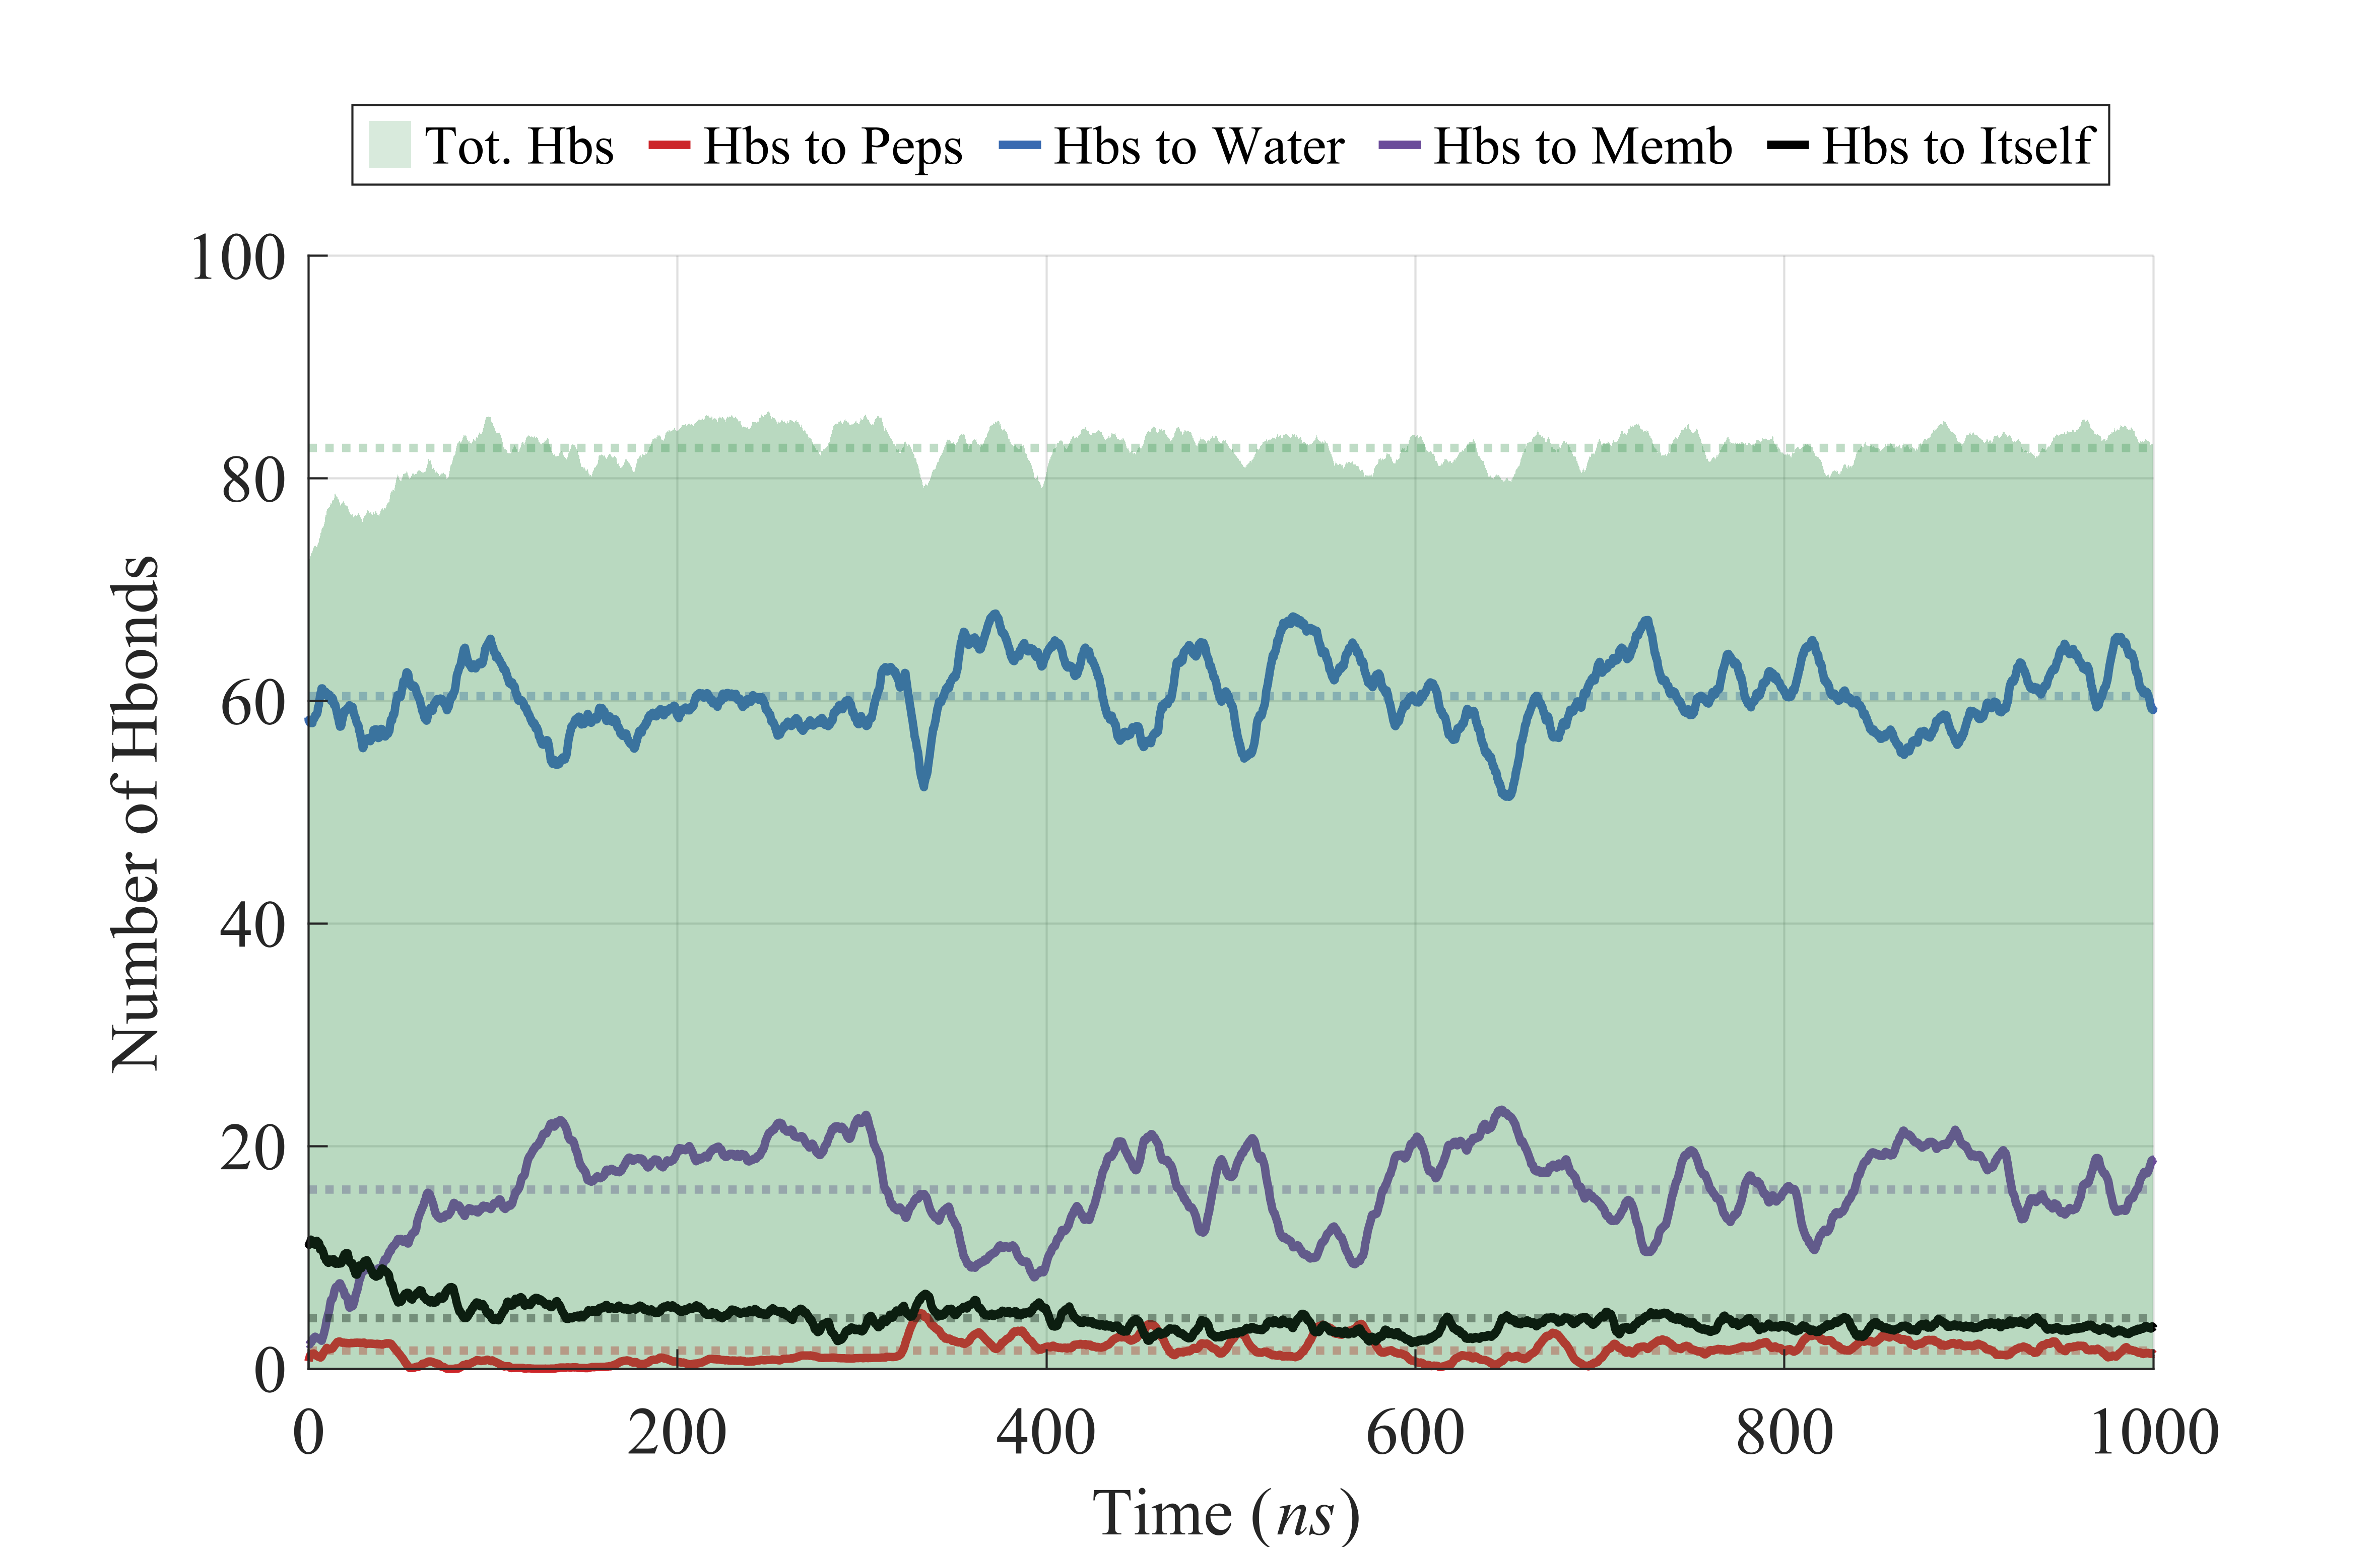 Tot. Hbs Hbs to Peps Hbs to Water Hbs to Memb Hbs to Itself
100
80
60
40
20
0
Number of Hbonds
0 200 400 600 800 1000
Time (ns)